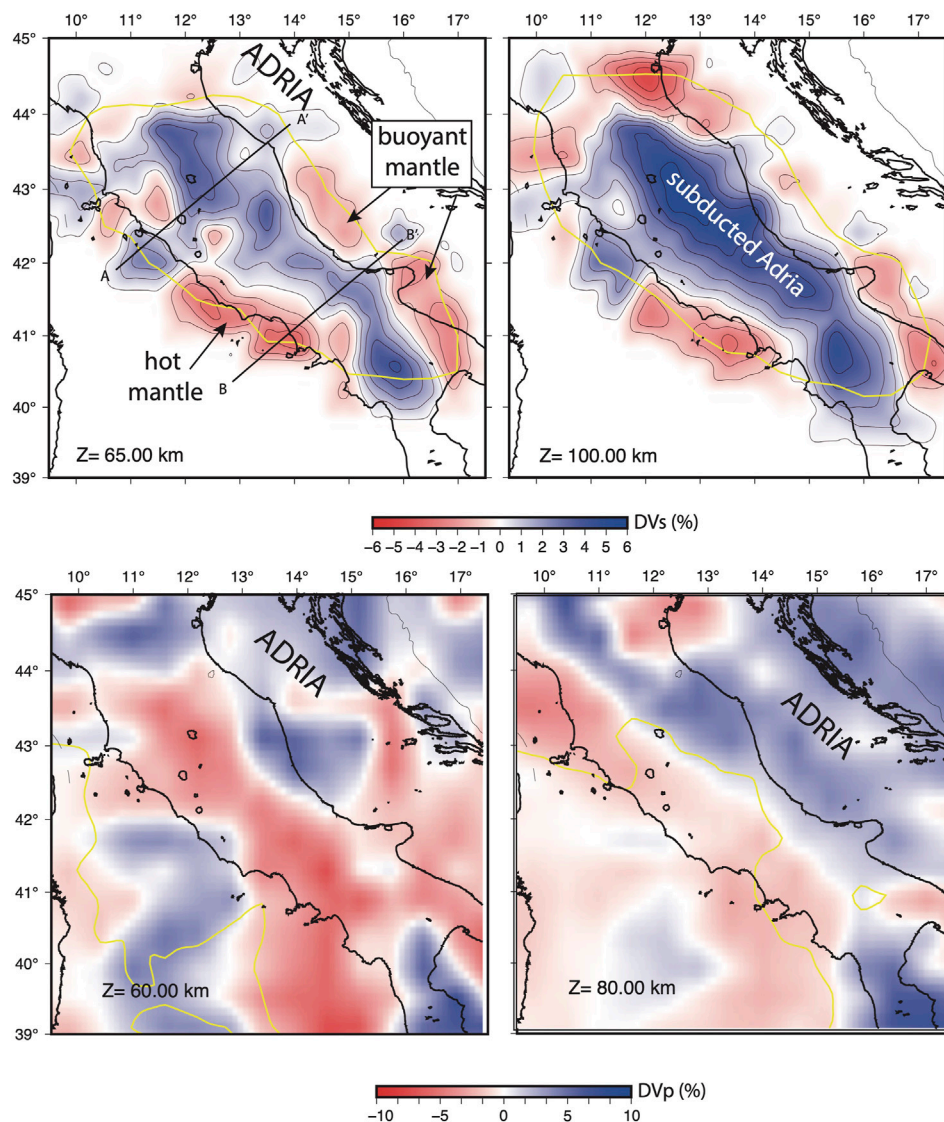 10° 11° 12° 13° 14° 15° 16° 17°
10° 11° 12° 13° 14° 15° 16° 17°
45°
44°
43°
42°
41°
40°
39°
ADRIA
A'
buoyant
mantle
B'
A
hot
mantle
B
Z= 65.00 km
subducted Adria
Z= 100.00 km
DVs (%)
−6 −5 −4 −3 −2 −1 0 1 2 3 4 5 6
10° 11° 12° 13° 14° 15° 16° 17°
10° 11° 12° 13° 14° 15° 16° 17°
45°
44°
43°
42°
41°
40°
39°
ADRIA
Z= 60.00 km
ADRIA
Z= 80.00 km
DVp (%)
−10 −5 0 5 10